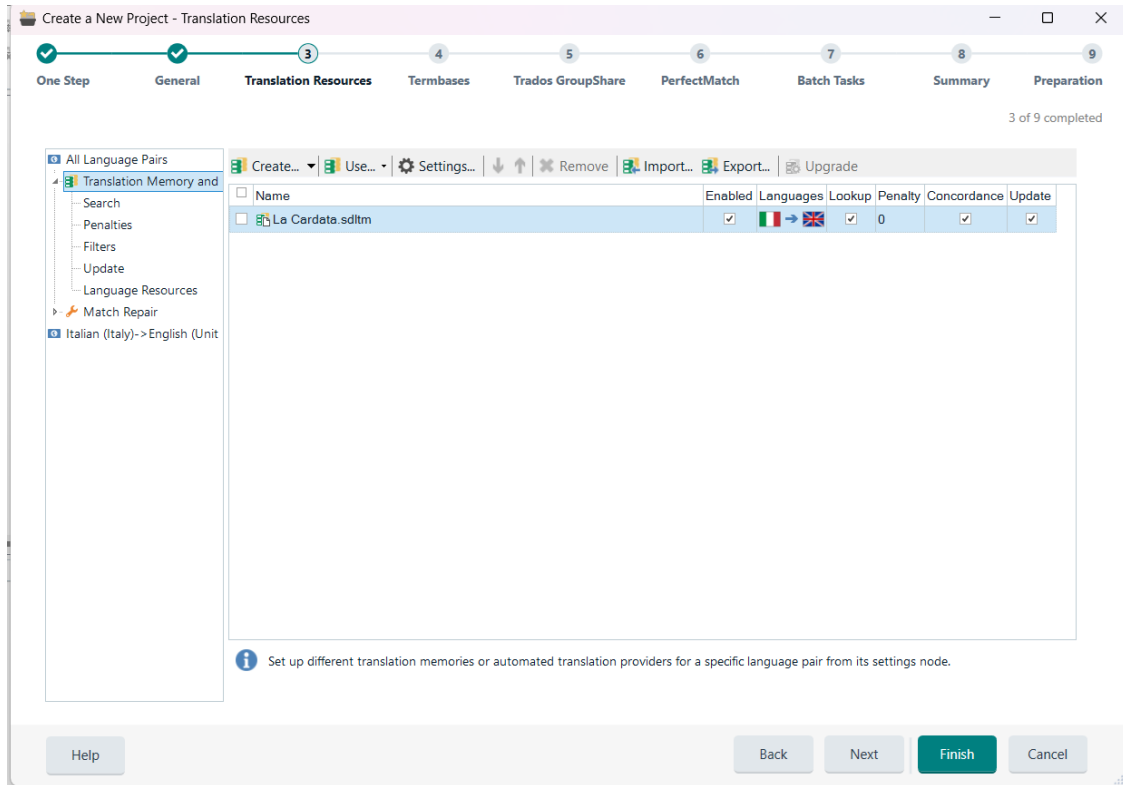 Create a New Project - Translation Resources
3 4 5 6 7 8 9
One Step General Translation Resources Termbases Trados GroupShare PerfectMatch Batch Tasks Summary Preparation
3 of 9 completed
All Language Pairs
Translation Memory and
Search
Penalties
Filters
Update
Language Resources
Match Repair
Italian (Italy)->English (Unit
Create... Use... Settings... Remove Import... Export... Upgrade
Name Enabled Languages Lookup Penalty Concordance Update
La Cardata.sdltm 0
Set up different translation memories or automated translation providers for a specific language pair from its settings node.
Help Back Next Finish Cancel